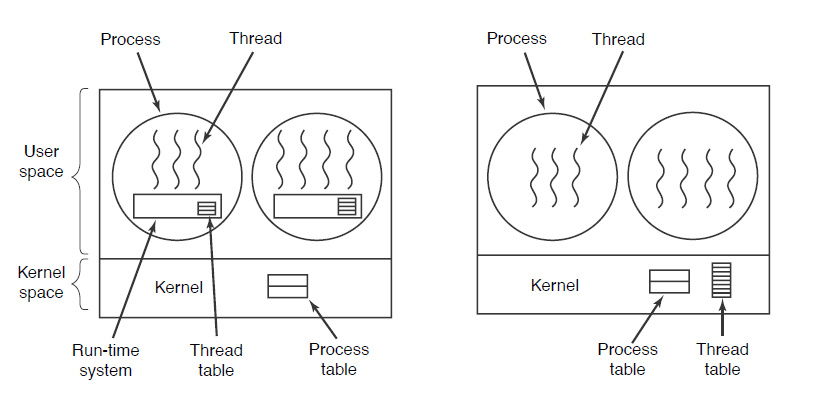 Process
Thread
User
space
Kernel
space
Kernel
Run-time
system
Thread
table
Process
table
Process
Thread
Kernel
Process
table
Thread
table